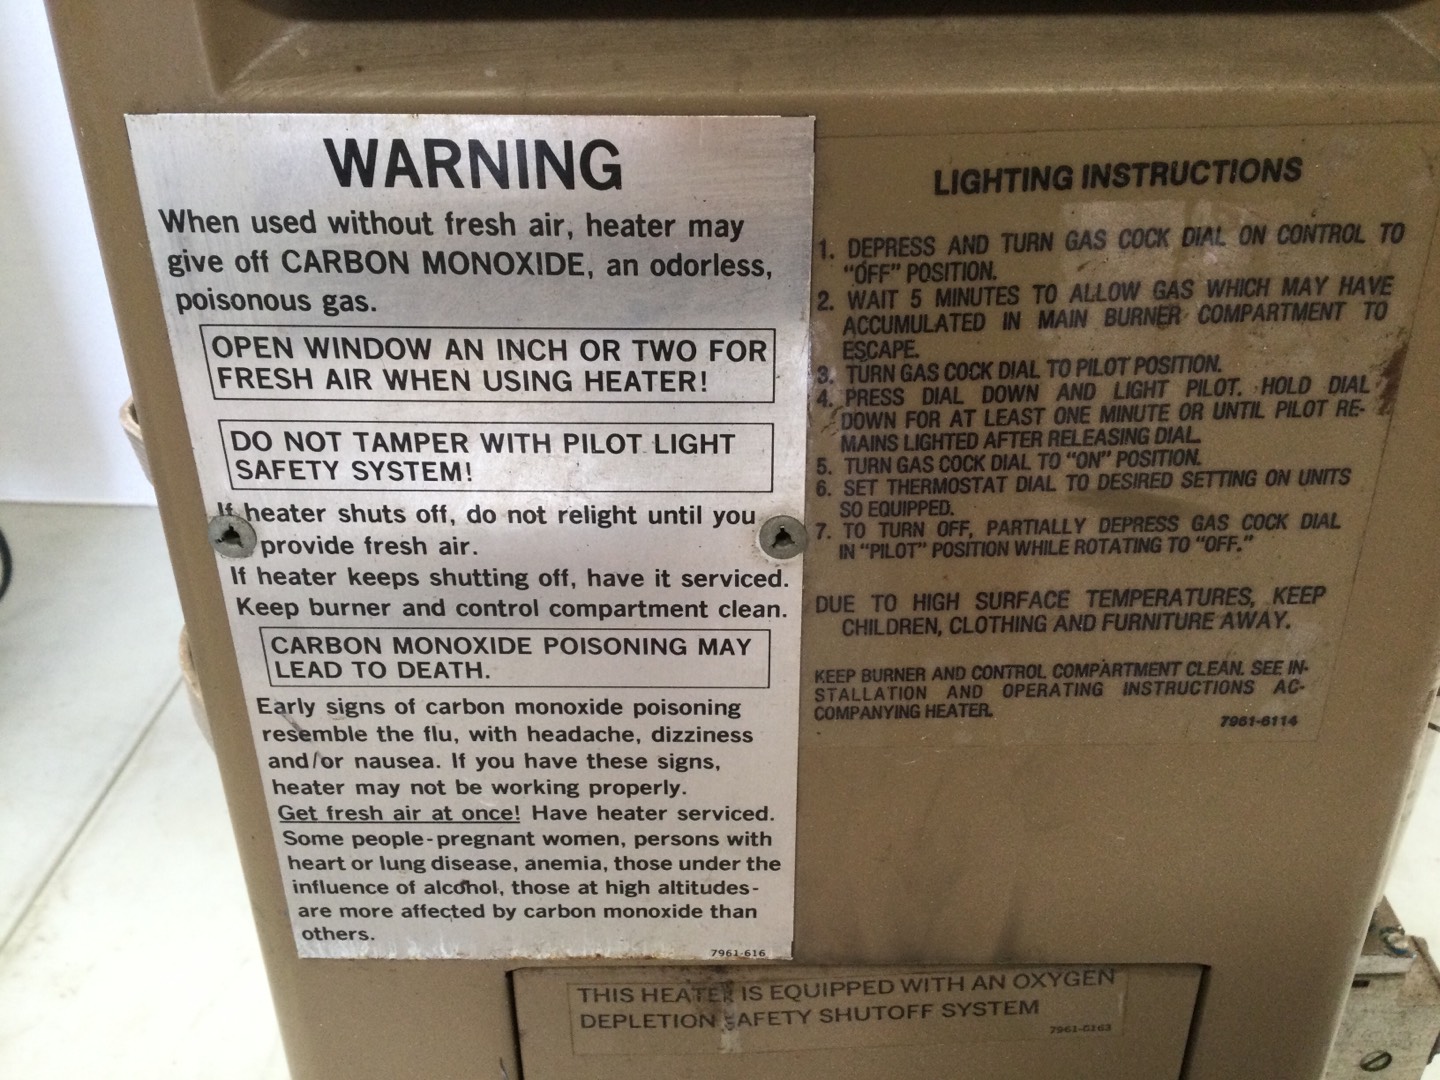 WARNING
When used without fresh air, heater may
give off CARBON MONOXIDE, an odorless,
poisonous gas.
OPEN WINDOW AN INCH OR TWO FOR
FRESH AIR WHEN USING HEATER!
DO NOT TAMPER WITH PILOT LIGHT
SAFETY SYSTEM!
If heater shuts off, do not relight until you
provide fresh air.
If heater keeps shutting off, have it serviced.
Keep burner and control compartment clean.
CARBON MONOXIDE POISONING MAY
LEAD TO DEATH.
Early signs of carbon monoxide poisoning
resemble the flu, with headache, dizziness
and/or nausea. If you have these signs,
heater may not be working properly.
Get fresh air at once! Have heater serviced.
Some people-pregnant women, persons with
heart or lung disease, anemia, those under the
influence of alcohol, those at high altitudes-
are more affected by carbon monoxide than
others.
7961-616
LIGHTING INSTRUCTIONS
1. DEPRESS AND TURN GAS COCK DIAL ON CONTROL TO
"OFF" POSITION.
2. WAIT 5 MINUTES TO ALLOW GAS WHICH MAY HAVE
ACCUMULATED IN MAIN BURNER COMPARTMENT TO
ESCAPE.
3. TURN GAS COCK DIAL TO PILOT POSITION.
4. PRESS DIAL DOWN AND LIGHT PILOT. HOLD DIAL
DOWN FOR AT LEAST ONE MINUTE OR UNTIL PILOT RE-
MAINS LIGHTED AFTER RELEASING DIAL.
5. TURN GAS COCK DIAL TO "ON" POSITION.
6. SET THERMOSTAT DIAL TO DESIRED SETTING ON UNITS
SO EQUIPPED.
7. TO TURN OFF, PARTIALLY DEPRESS GAS COCK DIAL
IN "PILOT" POSITION WHILE ROTATING TO "OFF."
DUE TO HIGH SURFACE TEMPERATURES, KEEP
CHILDREN, CLOTHING AND FURNITURE AWAY.
KEEP BURNER AND CONTROL COMPARTMENT CLEAN. SEE IN-
STALLATION AND OPERATING INSTRUCTIONS AC-
COMPANYING HEATER.
7961-6114
THIS HEATER IS EQUIPPED WITH AN OXYGEN
DEPLETION SAFETY SHUTOFF SYSTEM
7961-6163